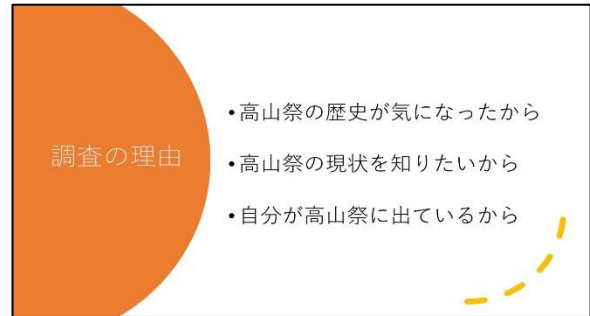 調査の理由
•高山祭の歴史が気になったから
•高山祭の現状を知りたいから
•自分が高山祭に出ているから